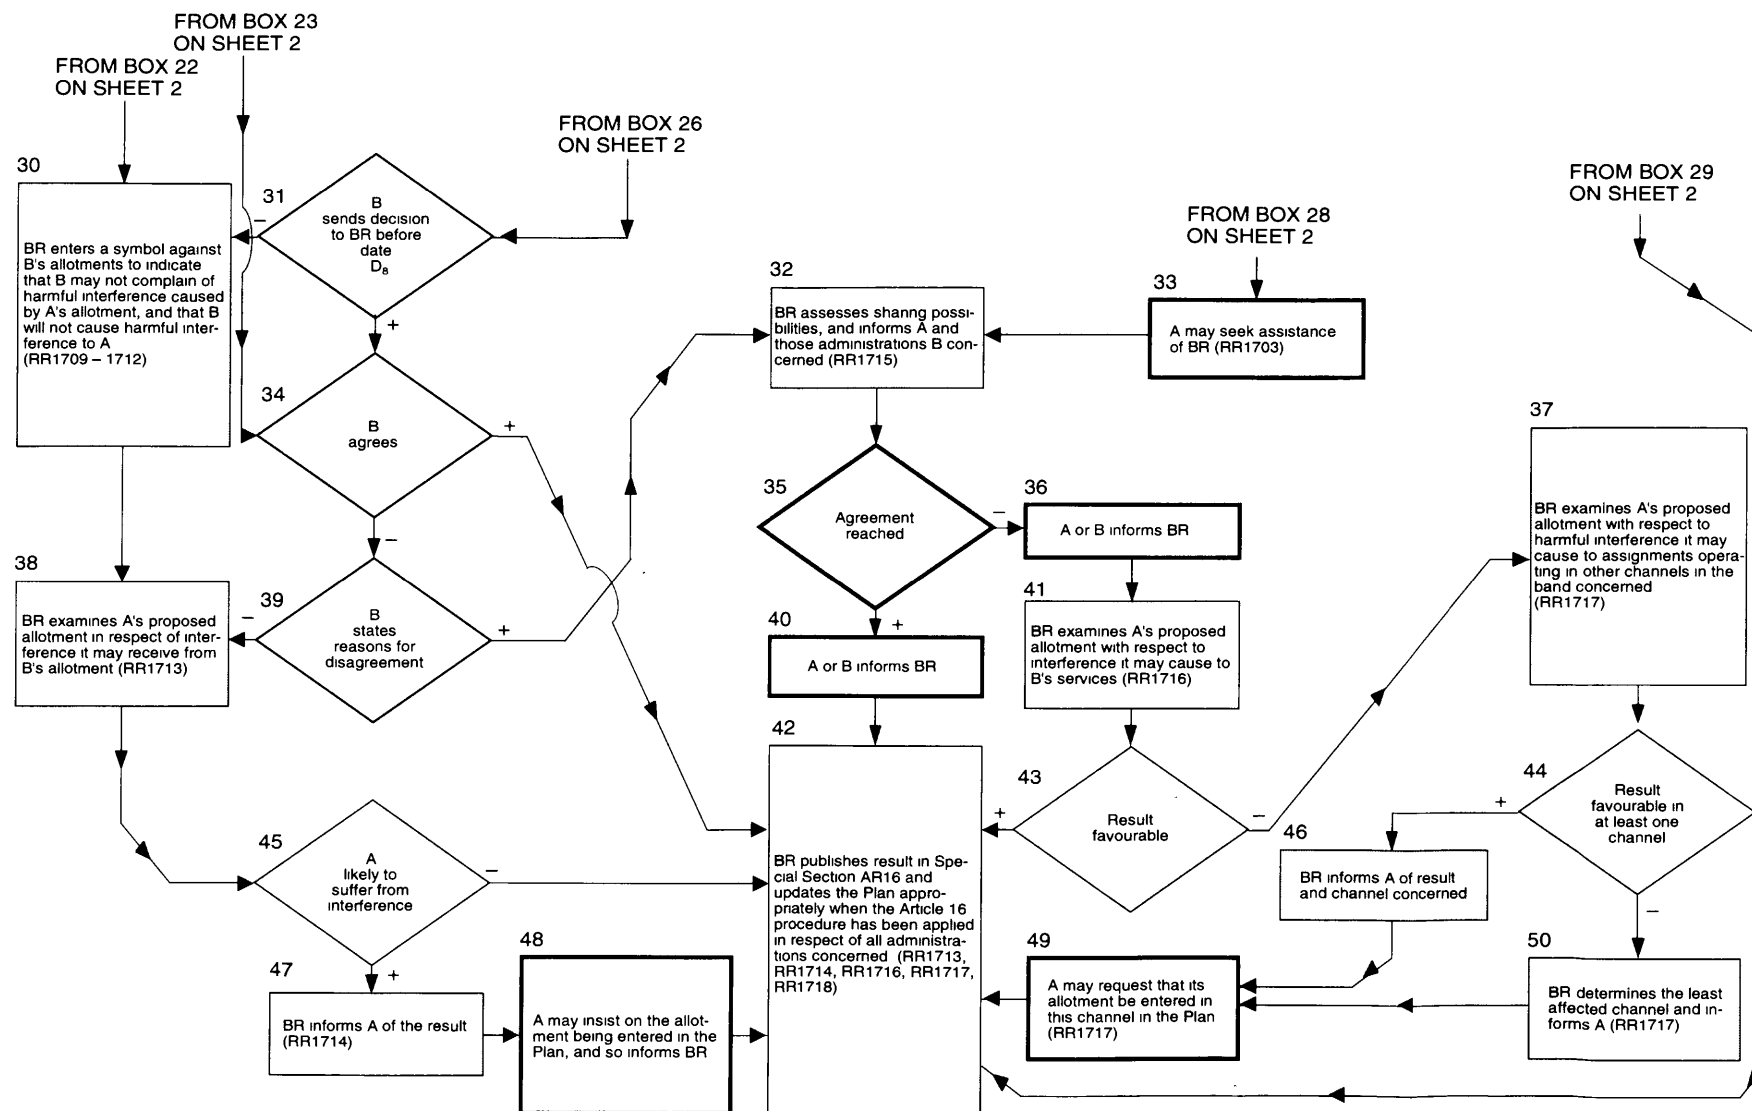 FROM BOX 23
ON SHEET 2
FROM BOX 22
ON SHEET 2
FROM BOX 26
ON SHEET 2
FROM BOX 29
ON SHEET 2
FROM BOX 28
ON SHEET 2
30
BR enters a symbol against
B's allotments to indicate
that B may not complain of
harmful interference caused
by A's allotment, and that B
will not cause harmful inter-
ference to A
(RR1709 – 1712)
31
B
sends decision
to BR before
date
D8
–
+
32
BR assesses sharing possi-
bilities, and informs A and
those administrations B con-
cerned (RR1715)
33
A may seek assistance
of BR (RR1703)
34
B
agrees
+
–
35
Agreement
reached
–
+
36
A or B informs BR
37
BR examines A's proposed
allotment with respect to
harmful interference it may
cause to assignments opera-
ting in other channels in the
band concerned
(RR1717)
38
BR examines A's proposed
allotment in respect of inter-
ference it may receive from
B's allotment (RR1713)
39
B
states
reasons for
disagreement
–
+
40
A or B informs BR
41
BR examines A's proposed
allotment with respect to
interference it may cause to
B's services (RR1716)
42
BR publishes result in Spe-
cial Section AR16 and
updates the Plan appro-
priately when the Article 16
procedure has been applied
in respect of all administra-
tions concerned (RR1713,
RR1714, RR1716, RR1717,
RR1718)
43
Result
favourable
+
–
44
Result
favourable in
at least one
channel
+
–
45
A
likely to
suffer from
interference
–
+
46
BR informs A of result
and channel concerned
47
BR informs A of the result
(RR1714)
48
A may insist on the allot-
ment being entered in the
Plan, and so informs BR
49
A may request that its
allotment be entered in
this channel in the Plan
(RR1717)
50
BR determines the least
affected channel and in-
forms A (RR1717)